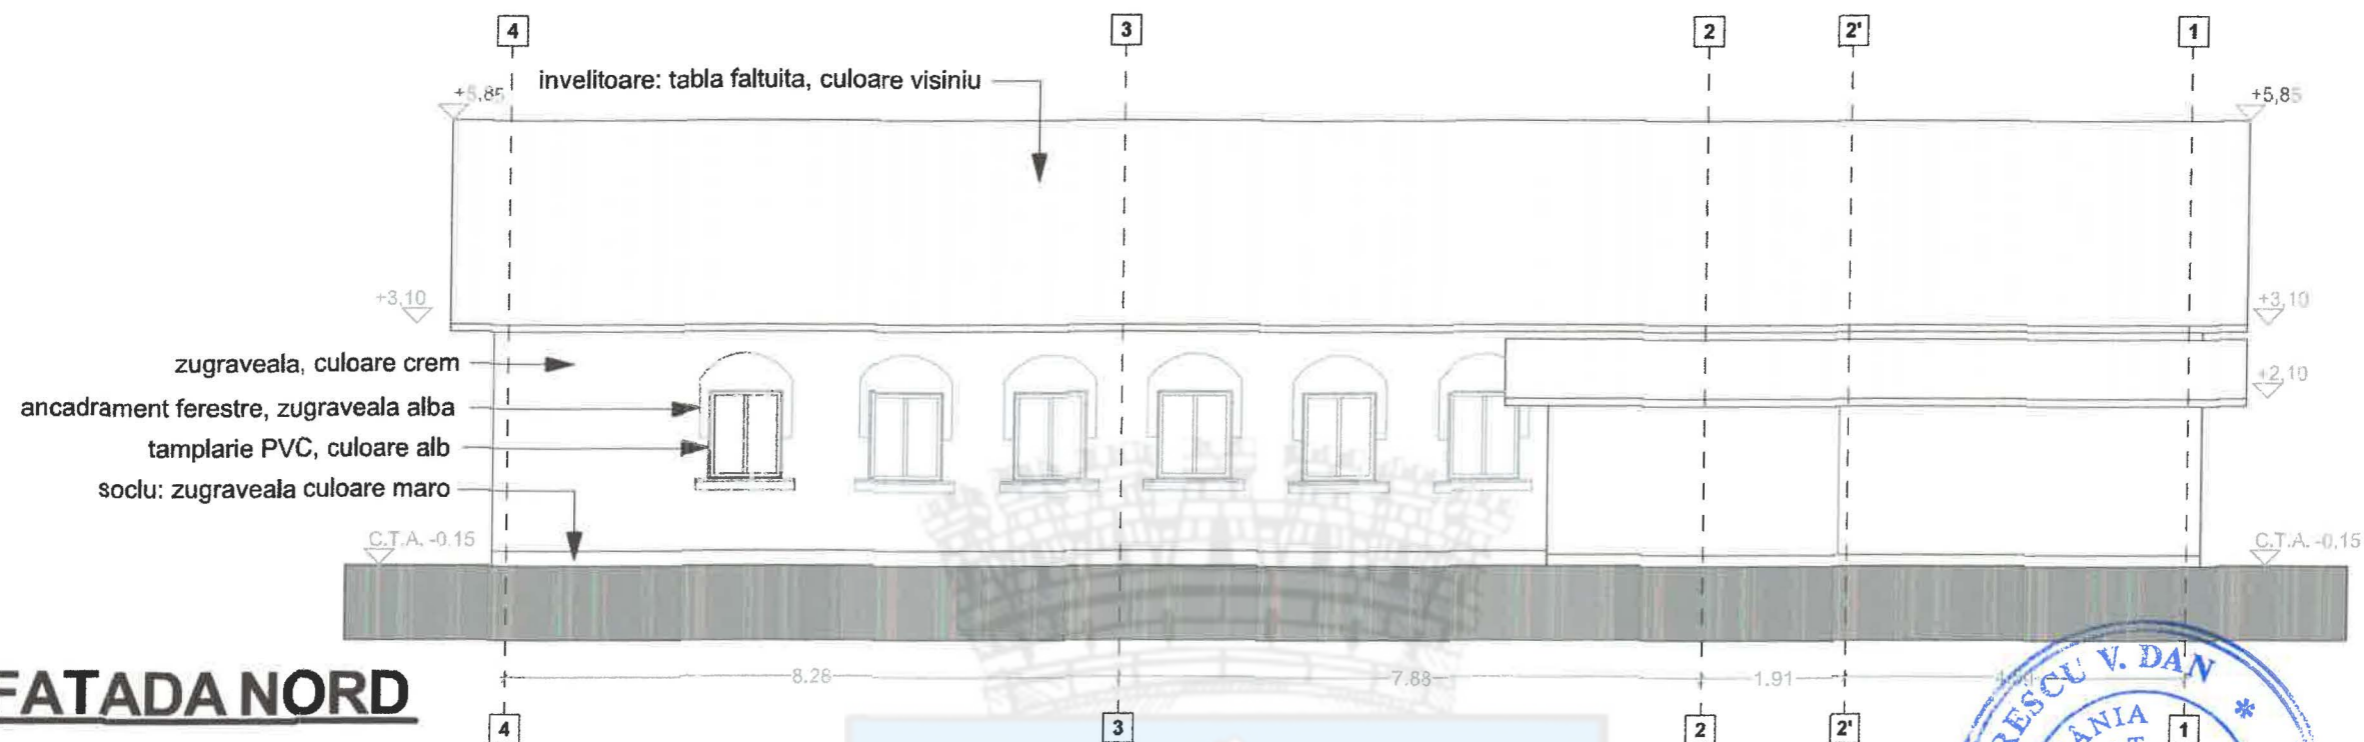 4 3 2 2' 1
invelitoare: tabla faltuita, culoare visiniu
+5,85 +5,85
+3,10 +3,10
zugraveala, culoare crem
+2,10
ancadrament ferestre, zugraveala alba
tamplarie PVC, culoare alb
soclu: zugraveala culoare maro
C.T.A. -0.15 C.T.A. -0,15
8.28 7.88 1.91
FATADA NORD
4 3 2 2' 1
RESCU V. DAN *